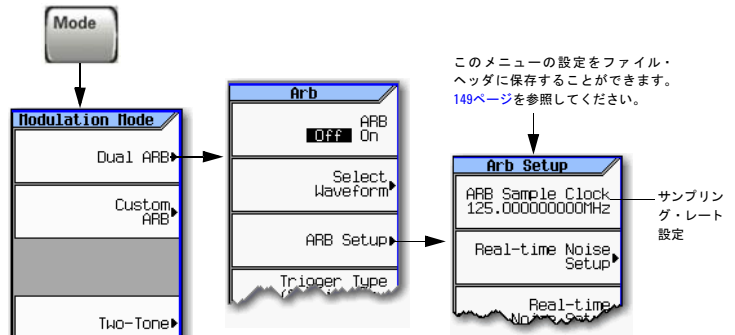 Mode
Modulation Mode
Dual ARB
Custom
ARB
Two-Tone
Arb
ARB
Off On
Select
Waveform
ARB Setup
Trigger Type
このメニューの設定をファイル・
ヘッダに保存することができます。
149ページを参照してください。
Arb Setup
ARB Sample Clock
125.000000000MHz
Real-time Noise
Setup
Real-time
サンプリン
グ・レート
設定